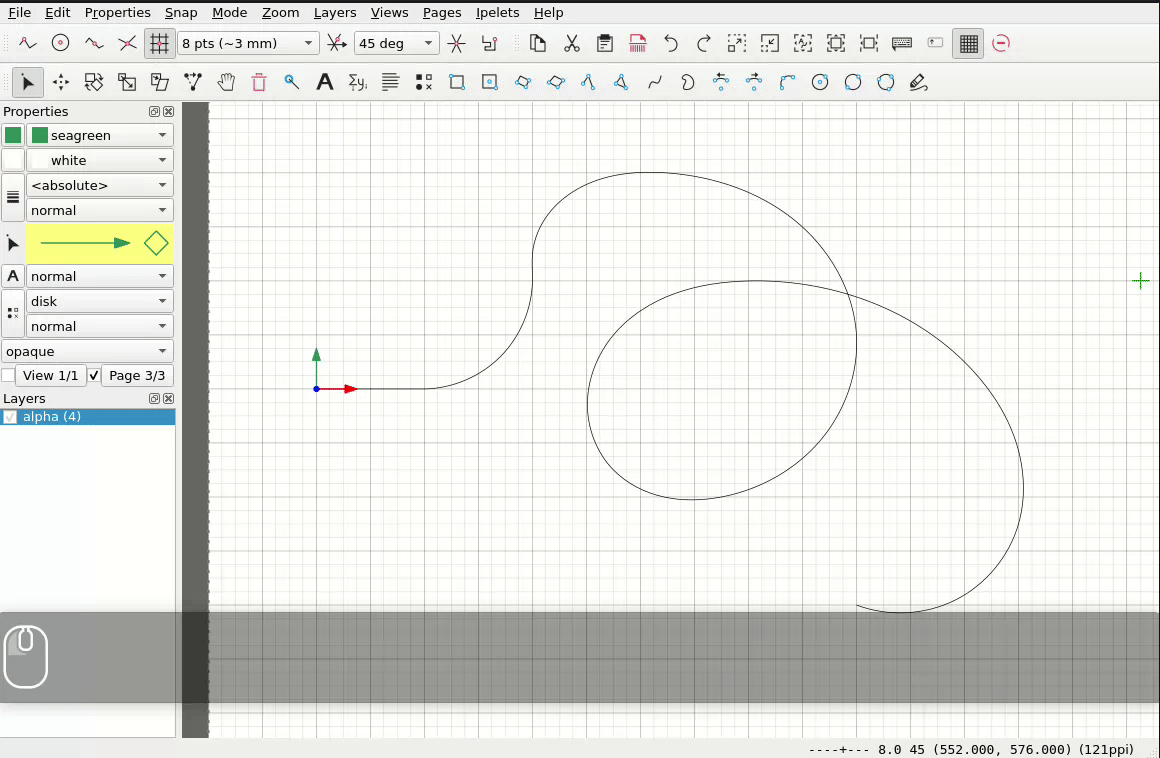 File Edit Properties Snap Mode Zoom Layers Views Pages Ipelets Help
8 pts (~3 mm) 45 deg
A Σy,
Properties
seagreen
white
<absolute>
normal
A normal
disk
normal
opaque
View 1/1 Page 3/3
Layers
alpha (4)
----+--- 8.0 45 (552.000, 576.000) (121ppi)